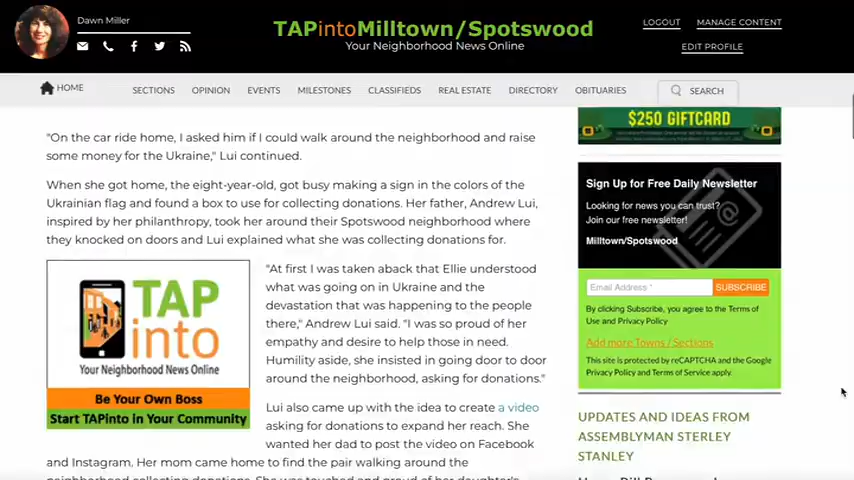 Dawn Miller
TAPintoMilltown/Spotswood
Your Neighborhood News Online
LOGOUT
MANAGE CONTENT
EDIT PROFILE
HOME
SECTIONS
OPINION
EVENTS
MILESTONES
CLASSIFIEDS
REAL ESTATE
DIRECTORY
OBITUARIES
SEARCH
"On the car ride home, I asked him if I could walk around the neighborhood and raise
some money for the Ukraine," Lui continued.
When she got home, the eight-year-old, got busy making a sign in the colors of the
Ukrainian flag and found a box to use for collecting donations. Her father, Andrew Lui,
inspired by her philanthropy, took her around their Spotswood neighborhood where
they knocked on doors and Lui explained what she was collecting donations for.
TAP
into
Your Neighborhood News Online
Be Your Own Boss
Start TAPinto in Your Community
"At first I was taken aback that Ellie understood
what was going on in Ukraine and the
devastation that was happening to the people
there," Andrew Lui said. "I was so proud of her
empathy and desire to help those in need.
Humility aside, she insisted in going door to door
around the neighborhood, asking for donations."
Lui also came up with the idea to create a video
asking for donations to expand her reach. She
wanted her dad to post the video on Facebook
and Instagram. Her mom came home to find the pair walking around the
neighborhood collecting donations. She was touched and proud of her daughter's
$250 GIFTCARD
Sign Up for Free Daily Newsletter
Looking for news you can trust?
Join our free newsletter!
Milltown/Spotswood
Email Address *
SUBSCRIBE
By clicking Subscribe, you agree to the Terms of
Use and Privacy Policy
Add more Towns / Sections
This site is protected by reCAPTCHA and the Google
Privacy Policy and Terms of Service apply.
UPDATES AND IDEAS FROM
ASSEMBLYMAN STERLEY
STANLEY